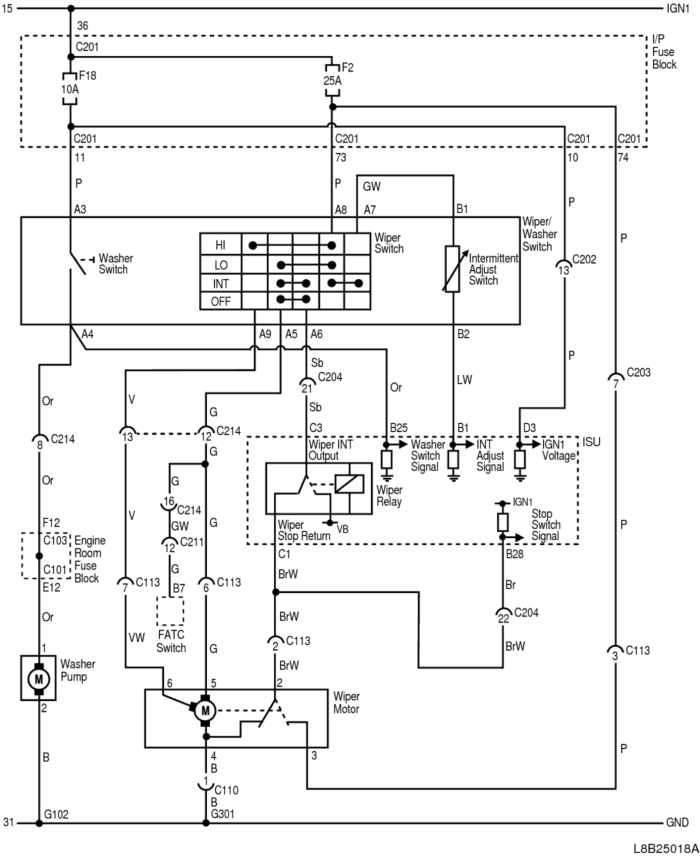 15 IGN1
36
C201
I/P
Fuse
Block
F18
10A
F2
25A
C201 C201 C201 C201
11 73 10 74
P P GW P P
A3 A8 A7 B1
Wiper/
Washer
Switch
Washer
Switch
HI
LO
INT
OFF
Wiper
Switch
Intermittent
Adjust
Switch
C202
13
A4 A9 A5 A6 B2
Sb
C204
21
Sb
Or V G Or LW P
C203
7
C214
8
13 12 C214
G
C3 B25 B1 D3
ISU
Wiper INT
Output
Washer
Switch
Signal
INT
Adjust
Signal
IGN1
Voltage
Wiper
Relay
VB
Wiper
Stop Return
IGN1
Stop
Switch
Signal
Or V G G P
16 C214
GW
C211
12
G
B7
FATC
Switch
F12
C103
C101
E12
Engine
Room
Fuse
Block
C1 B28
BrW Br
C113
7
C113
6
BrW
C204
22
BrW
Or VW G
C113
2
BrW
C113
3
1
Washer
Pump
M
2
6 5 2
Wiper
Motor
M
4 3
B B P
1 C110
B
31 G102 G301 GND
L8B25018A